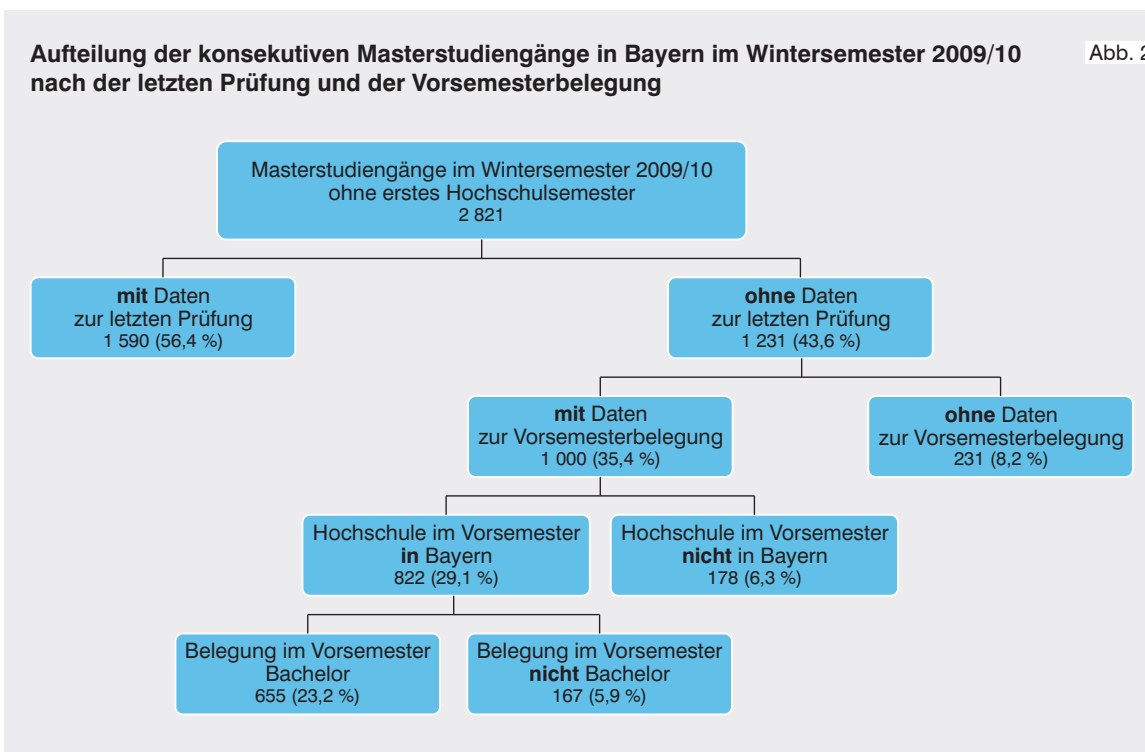 Aufteilung der konsekutiven Masterstudiengänge in Bayern im Wintersemester 2009/10
nach der letzten Prüfung und der Vorsemesterbelegung
Abb. 2
Masterstudiengänge im Wintersemester 2009/10
ohne erstes Hochschulsemester
2 821
mit Daten
zur letzten Prüfung
1 590 (56,4 %)
ohne Daten
zur letzten Prüfung
1 231 (43,6 %)
mit Daten
zur Vorsemesterbelegung
1 000 (35,4 %)
ohne Daten
zur Vorsemesterbelegung
231 (8,2 %)
Hochschule im Vorsemester
in Bayern
822 (29,1 %)
Hochschule im Vorsemester
nicht in Bayern
178 (6,3 %)
Belegung im Vorsemester
Bachelor
655 (23,2 %)
Belegung im Vorsemester
nicht Bachelor
167 (5,9 %)